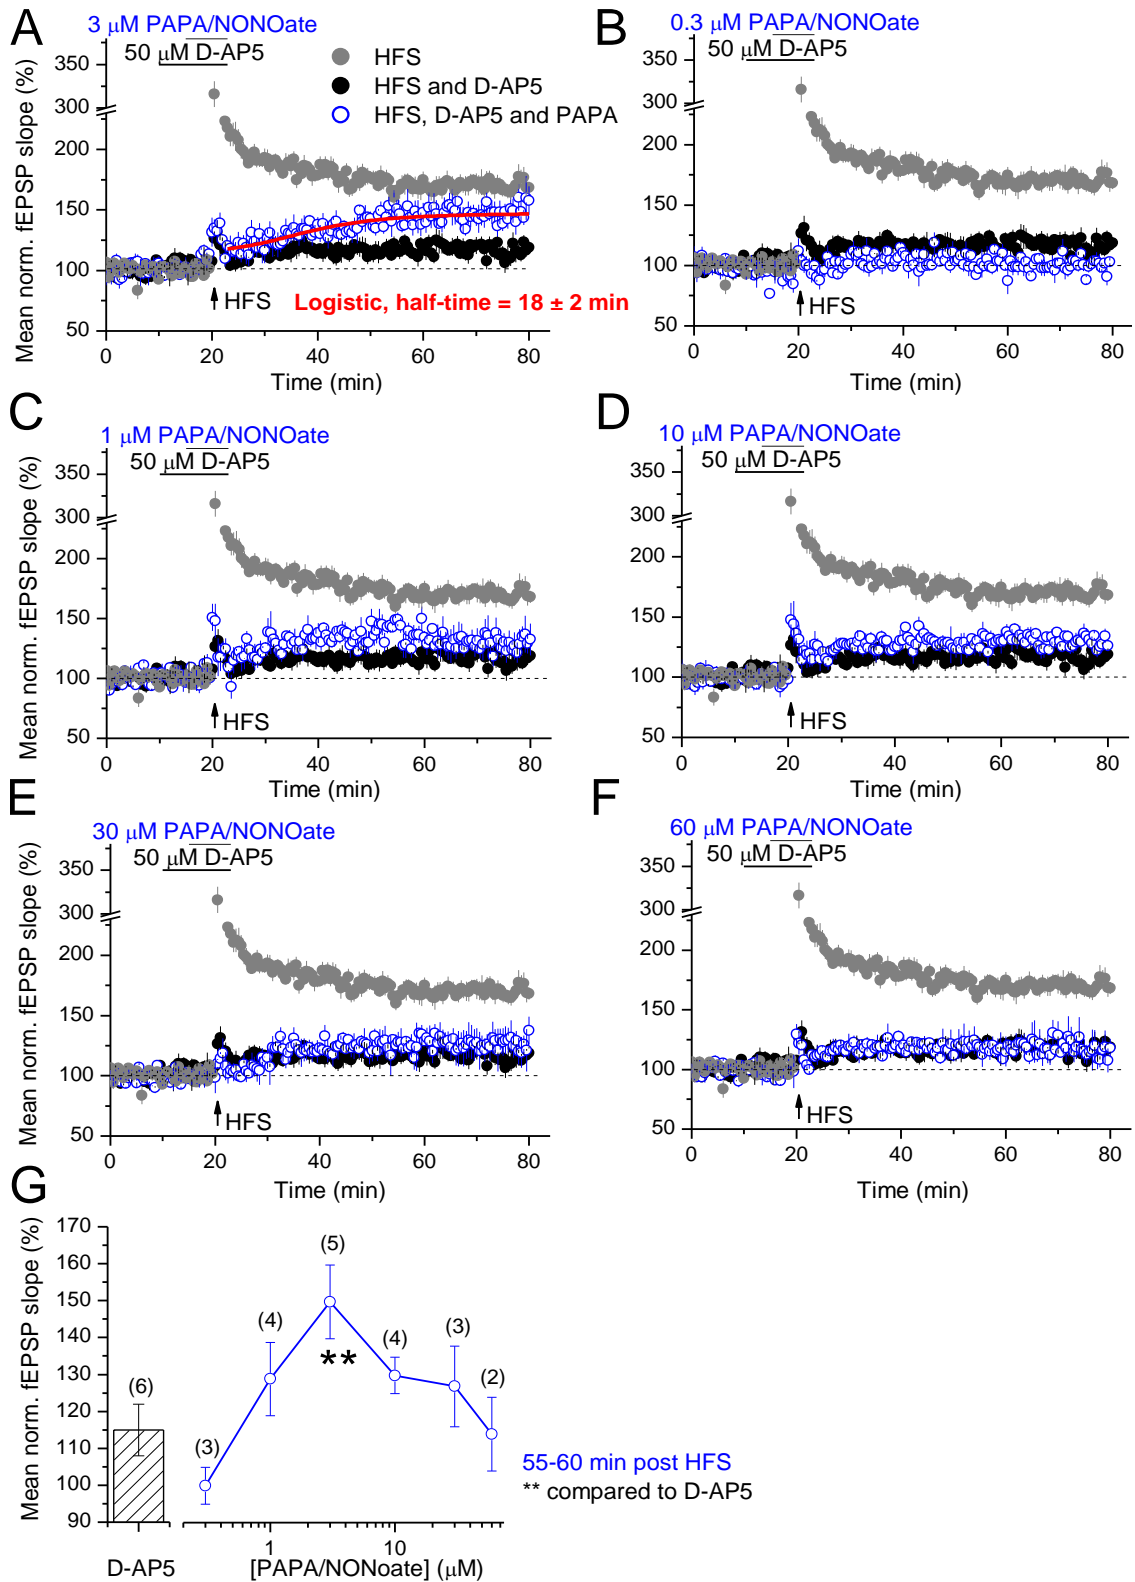 A
3 μM PAPA/NONOate
50 μM D-AP5
HFS
HFS and D-AP5
HFS, D-AP5 and PAPA
Mean norm. fEPSP slope (%)
350
300
200
150
100
50
HFS
Logistic, half-time = 18 ± 2 min
0 20 40 60 80
Time (min)
B
0.3 μM PAPA/NONOate
50 μM D-AP5
350
300
200
150
100
50
HFS
0 20 40 60 80
Time (min)
C
1 μM PAPA/NONOate
50 μM D-AP5
Mean norm. fEPSP slope (%)
350
300
200
150
100
50
HFS
0 20 40 60 80
Time (min)
D
10 μM PAPA/NONOate
50 μM D-AP5
350
300
200
150
100
50
HFS
0 20 40 60 80
Time (min)
E
30 μM PAPA/NONOate
50 μM D-AP5
Mean norm. fEPSP slope (%)
350
300
200
150
100
50
HFS
0 20 40 60 80
Time (min)
F
60 μM PAPA/NONOate
50 μM D-AP5
350
300
200
150
100
50
HFS
0 20 40 60 80
Time (min)
G
Mean norm. fEPSP slope (%)
170
160
150
140
130
120
110
100
90
(6)
(3)
(4)
(5)
**
(4)
(3)
(2)
55-60 min post HFS
** compared to D-AP5
1 10
D-AP5 [PAPA/NONoate] (μM)